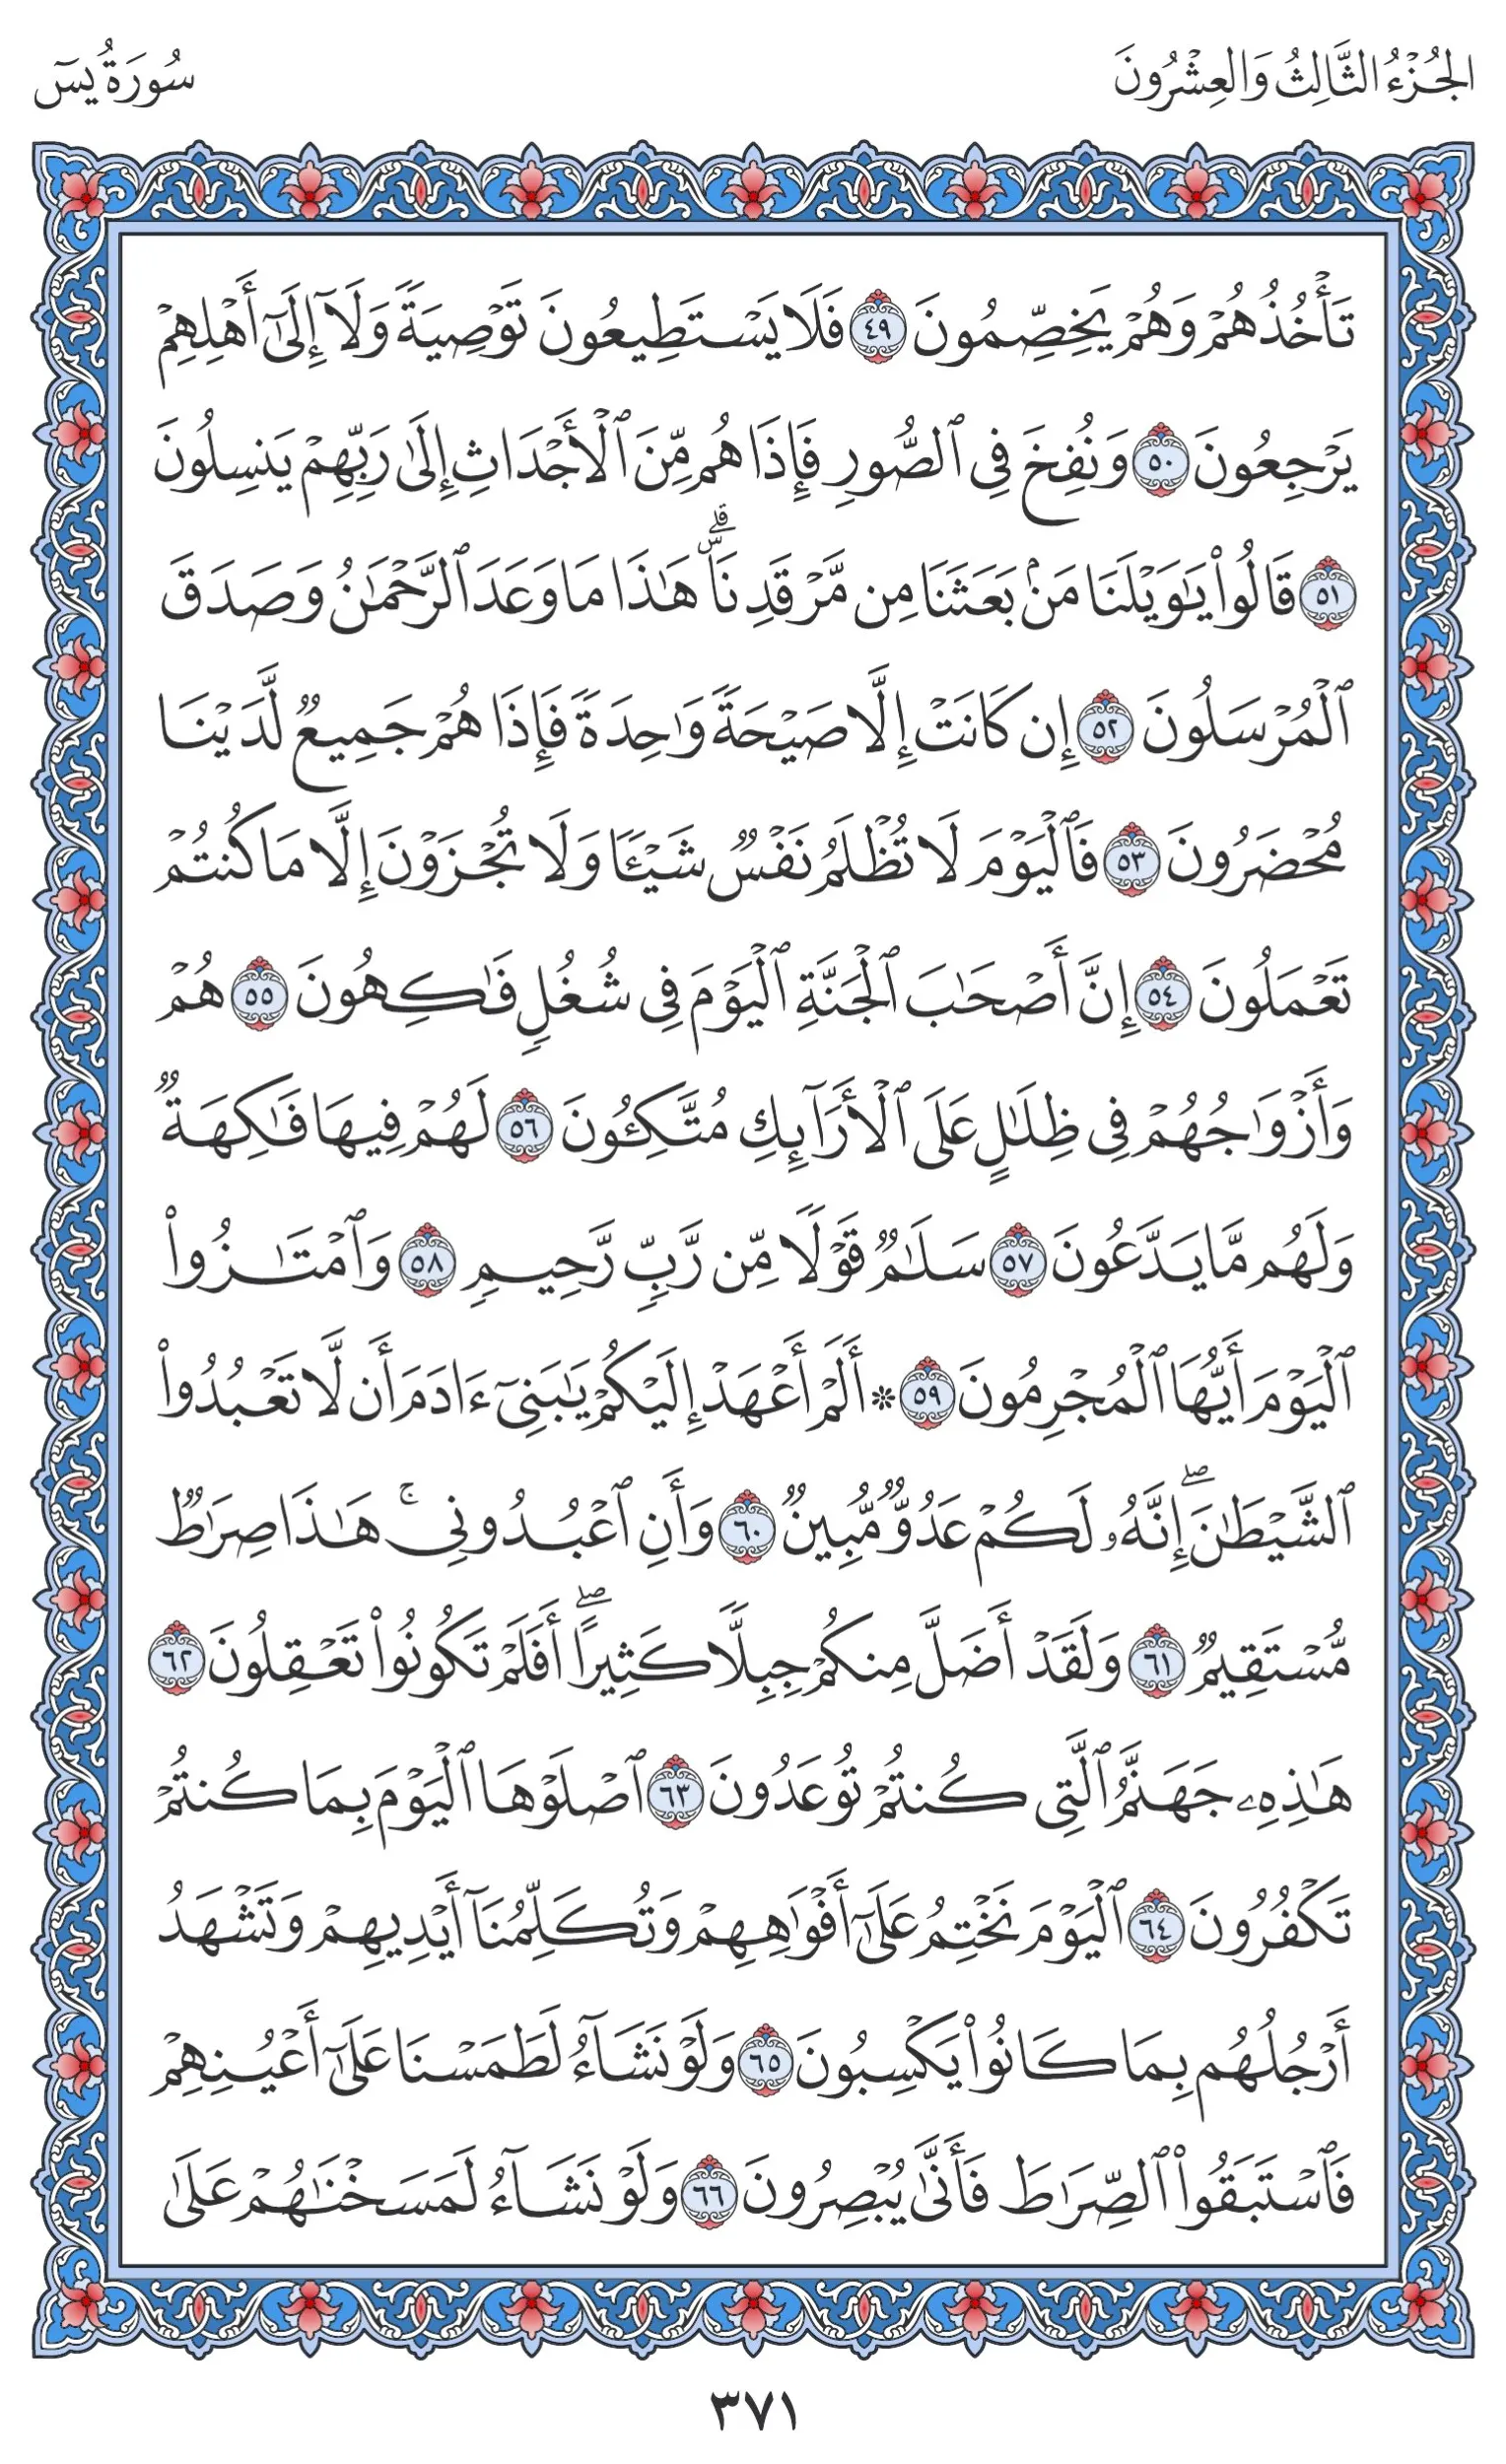 الجُزْءُ الثَّالِثُ وَالعِشْرُونَ
سُورَةُ يسٓ
تَأْخُذُهُمْ وَهُمْ يَخِصِّمُونَ ٤٩ فَلَا يَسْتَطِيعُونَ تَوْصِيَةً وَلَآ إِلَىٰٓ أَهْلِهِمْ
يَرْجِعُونَ ٥٠ وَنُفِخَ فِى ٱلصُّورِ فَإِذَا هُم مِّنَ ٱلْأَجْدَاثِ إِلَىٰ رَبِّهِمْ يَنسِلُونَ
٥١ قَالُوا۟ يَٰوَيْلَنَا مَنۢ بَعَثَنَا مِن مَّرْقَدِنَاۜۗ هَٰذَا مَا وَعَدَ ٱلرَّحْمَٰنُ وَصَدَقَ
ٱلْمُرْسَلُونَ ٥٢ إِن كَانَتْ إِلَّا صَيْحَةً وَٰحِدَةً فَإِذَا هُمْ جَمِيعٌ لَّدَيْنَا
مُحْضَرُونَ ٥٣ فَٱلْيَوْمَ لَا تُظْلَمُ نَفْسٌ شَيْـًٔا وَلَا تُجْزَوْنَ إِلَّا مَا كُنتُمْ
تَعْمَلُونَ ٥٤ إِنَّ أَصْحَٰبَ ٱلْجَنَّةِ ٱلْيَوْمَ فِى شُغُلٍ فَٰكِهُونَ ٥٥ هُمْ
وَأَزْوَٰجُهُمْ فِى ظِلَٰلٍ عَلَى ٱلْأَرَآئِكِ مُتَّكِـُٔونَ ٥٦ لَهُمْ فِيهَا فَٰكِهَةٌ
وَلَهُم مَّا يَدَّعُونَ ٥٧ سَلَٰمٌ قَوْلًا مِّن رَّبٍّ رَّحِيمٍ ٥٨ وَٱمْتَٰزُوا۟
ٱلْيَوْمَ أَيُّهَا ٱلْمُجْرِمُونَ ٥٩ ۞ أَلَمْ أَعْهَدْ إِلَيْكُمْ يَٰبَنِىٓ ءَادَمَ أَن لَّا تَعْبُدُوا۟
ٱلشَّيْطَٰنَۖ إِنَّهُۥ لَكُمْ عَدُوٌّ مُّبِينٌ ٦٠ وَأَنِ ٱعْبُدُونِىۚ هَٰذَا صِرَٰطٌ
مُّسْتَقِيمٌ ٦١ وَلَقَدْ أَضَلَّ مِنكُمْ جِبِلًّا كَثِيرًاۖ أَفَلَمْ تَكُونُوا۟ تَعْقِلُونَ ٦٢
هَٰذِهِۦ جَهَنَّمُ ٱلَّتِى كُنتُمْ تُوعَدُونَ ٦٣ ٱصْلَوْهَا ٱلْيَوْمَ بِمَا كُنتُمْ
تَكْفُرُونَ ٦٤ ٱلْيَوْمَ نَخْتِمُ عَلَىٰٓ أَفْوَٰهِهِمْ وَتُكَلِّمُنَآ أَيْدِيهِمْ وَتَشْهَدُ
أَرْجُلُهُم بِمَا كَانُوا۟ يَكْسِبُونَ ٦٥ وَلَوْ نَشَآءُ لَطَمَسْنَا عَلَىٰٓ أَعْيُنِهِمْ
فَٱسْتَبَقُوا۟ ٱلصِّرَٰطَ فَأَنَّىٰ يُبْصِرُونَ ٦٦ وَلَوْ نَشَآءُ لَمَسَخْنَٰهُمْ عَلَىٰ
٣٧١